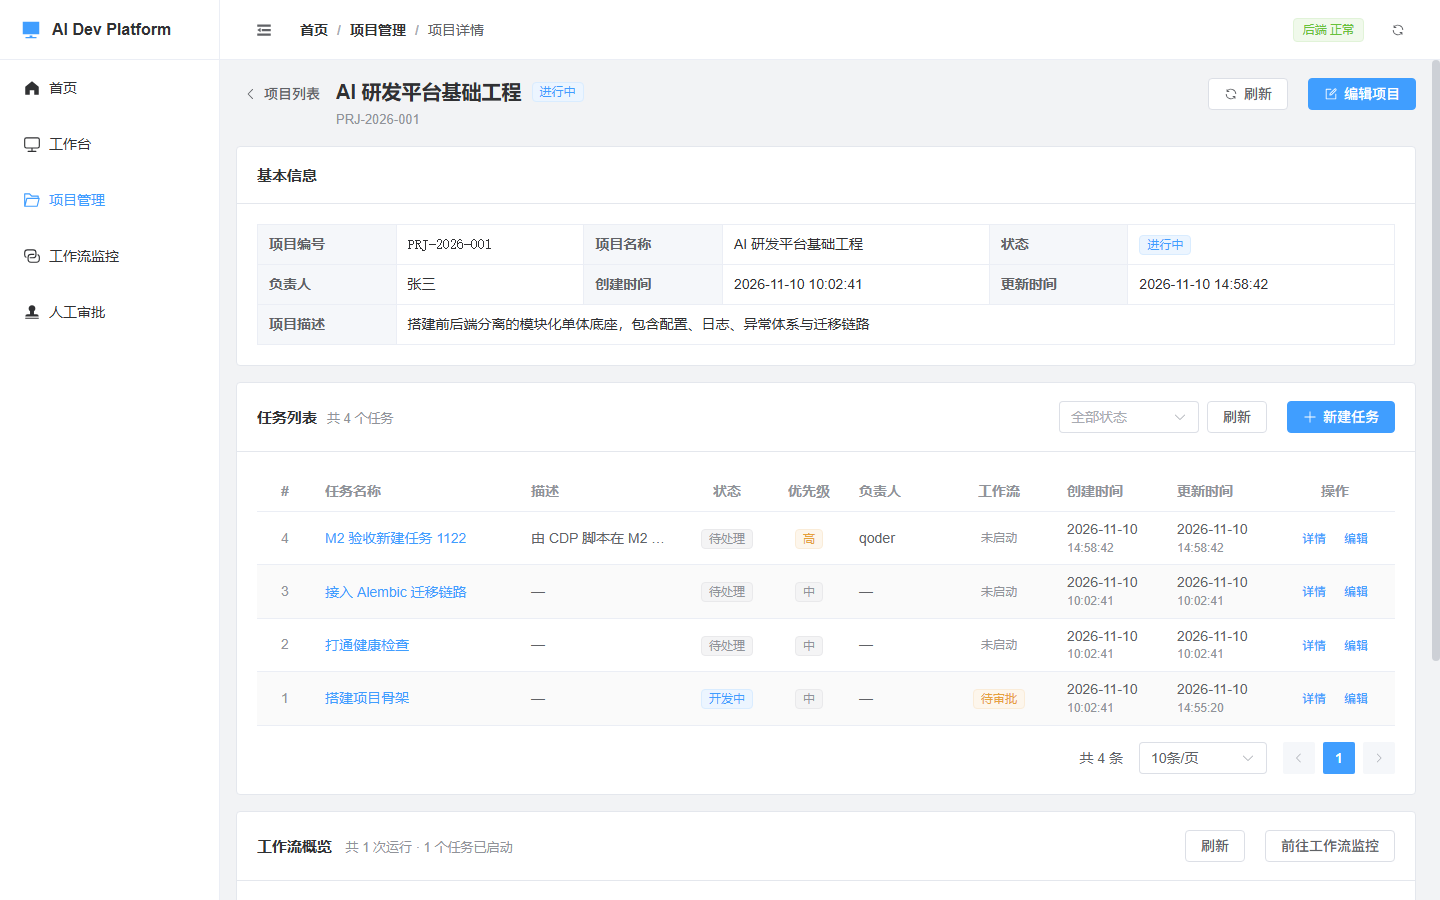 AI Dev Platform
首页 / 项目管理 / 项目详情
后端 正常
首页
工作台
项目管理
工作流监控
人工审批
项目列表
AI 研发平台基础工程
进行中
PRJ-2026-001
刷新
编辑项目
基本信息
项目编号 PRJ-2026-001 项目名称 AI 研发平台基础工程 状态 进行中
负责人 张三 创建时间 2026-11-10 10:02:41 更新时间 2026-11-10 14:58:42
项目描述 搭建前后端分离的模块化单体底座，包含配置、日志、异常体系与迁移链路
任务列表 共 4 个任务
全部状态
刷新
新建任务
# 任务名称 描述 状态 优先级 负责人 工作流 创建时间 更新时间 操作
4 M2 验收新建任务 1122 由 CDP 脚本在 M2 ... 待处理 高 qoder 未启动 2026-11-10 14:58:42 2026-11-10 14:58:42 详情 编辑
3 接入 Alembic 迁移链路 — 待处理 中 — 未启动 2026-11-10 10:02:41 2026-11-10 10:02:41 详情 编辑
2 打通健康检查 — 待处理 中 — 未启动 2026-11-10 10:02:41 2026-11-10 10:02:41 详情 编辑
1 搭建项目骨架 — 开发中 中 — 待审批 2026-11-10 10:02:41 2026-11-10 14:55:20 详情 编辑
共 4 条 10条/页 1
工作流概览 共 1 次运行 · 1 个任务已启动
刷新
前往工作流监控